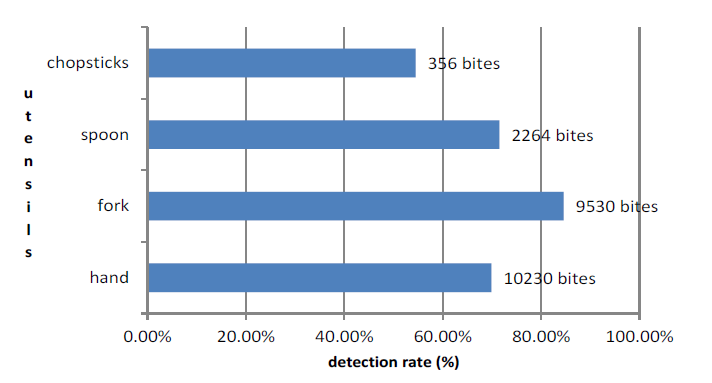 utensils
chopsticks
356 bites
spoon
2264 bites
fork
9530 bites
hand
10230 bites
0.00% 20.00% 40.00% 60.00% 80.00% 100.00%
detection rate (%)